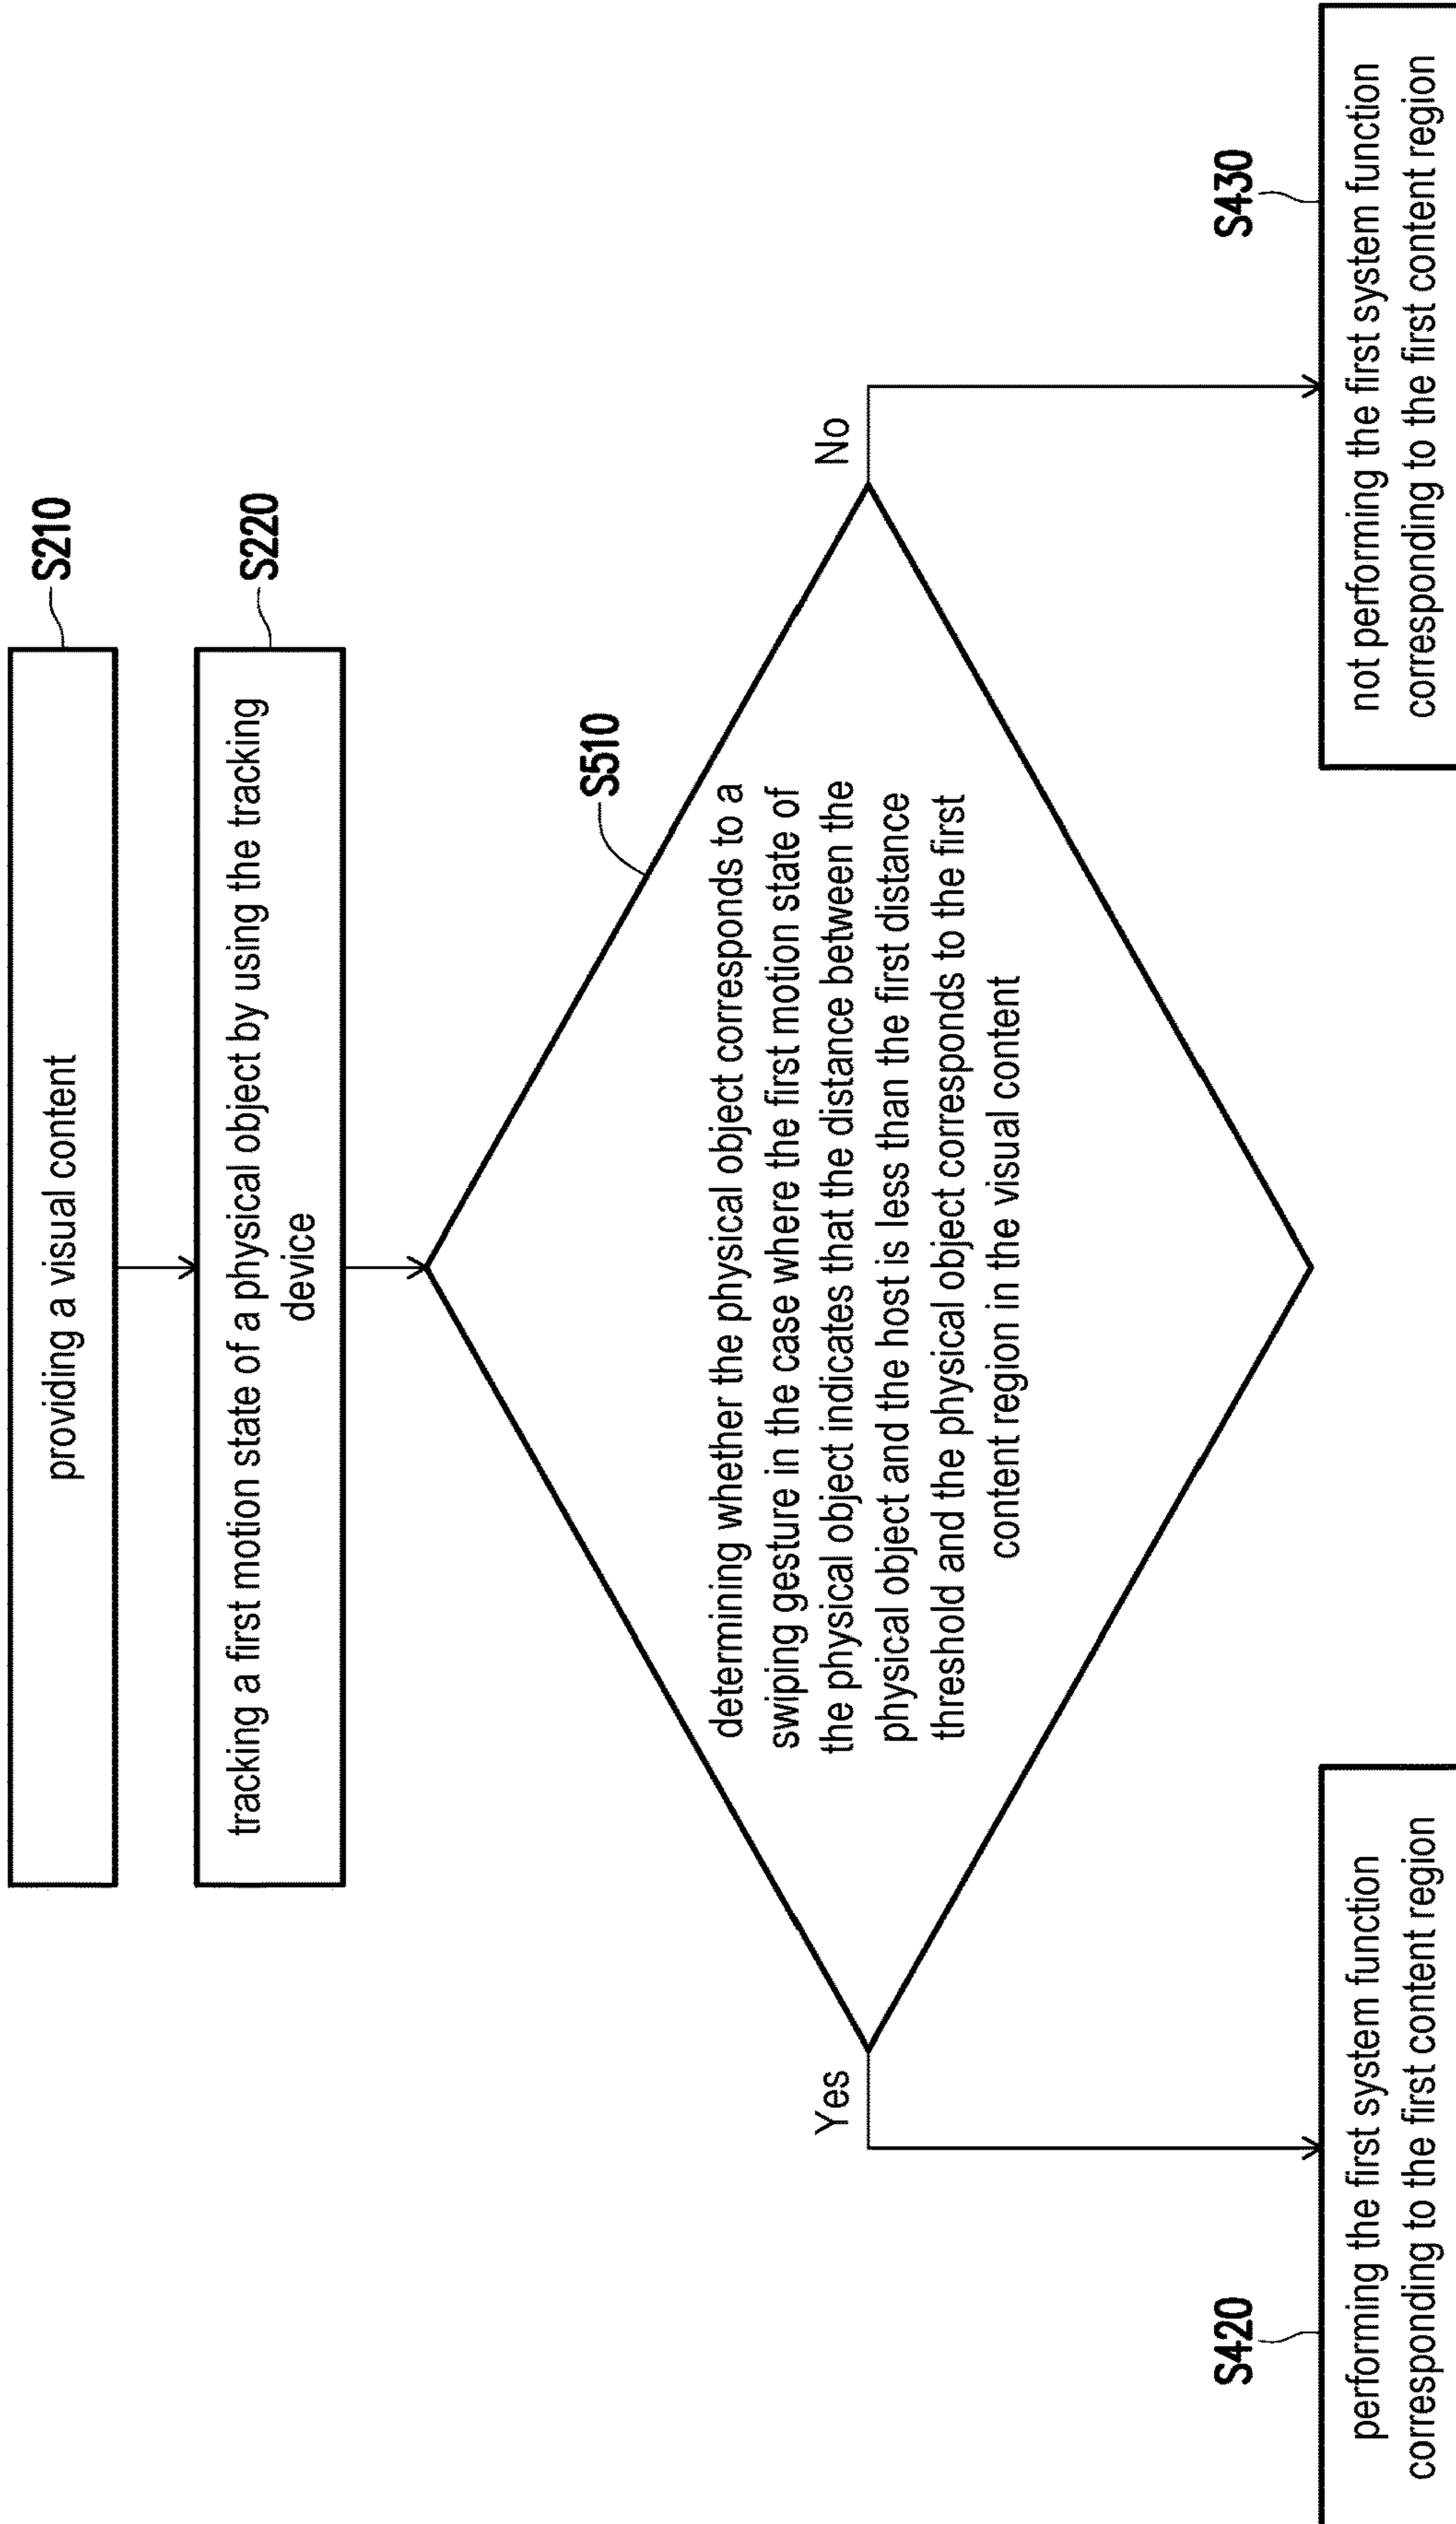 providing a visual content
S210
tracking a first motion state of a physical object by using the tracking
device
S220
S510
determining whether the physical object corresponds to a
swiping gesture in the case where the first motion state of
the physical object indicates that the distance between the
physical object and the host is less than the first distance
threshold and the physical object corresponds to the first
content region in the visual content
Yes
No
S420
performing the first system function
corresponding to the first content region
S430
not performing the first system function
corresponding to the first content region